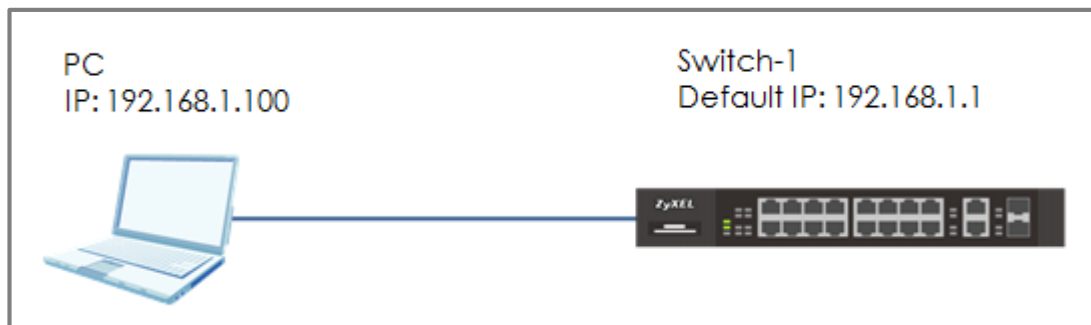 PC
IP: 192.168.1.100
Switch-1
Default IP: 192.168.1.1
ZyXEL